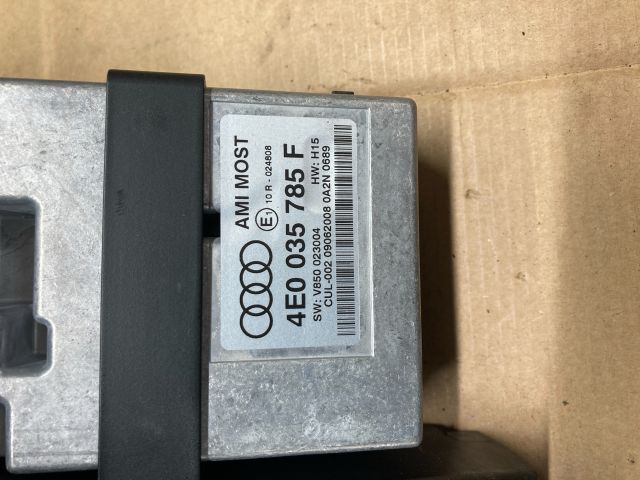 AMI MOST
E1 10 R - 024808
4E0 035 785 F
SW: V850 023004 HW: H15
CUL-002 09062008 0A2N 0689